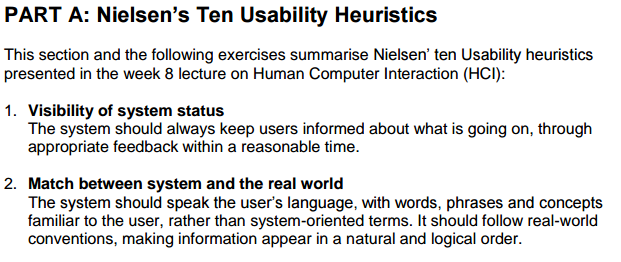 PART A: Nielsen's Ten Usability Heuristics
This section and the following exercises summarise Nielsen' ten Usability heuristics
presented in the week 8 lecture on Human Computer Interaction (HCI):
1. Visibility of system status
The system should always keep users informed about what is going on, through
appropriate feedback within a reasonable time.
2. Match between system and the real world
The system should speak the user's language, with words, phrases and concepts
familiar to the user, rather than system-oriented terms. It should follow real-world
conventions, making information appear in a natural and logical order.